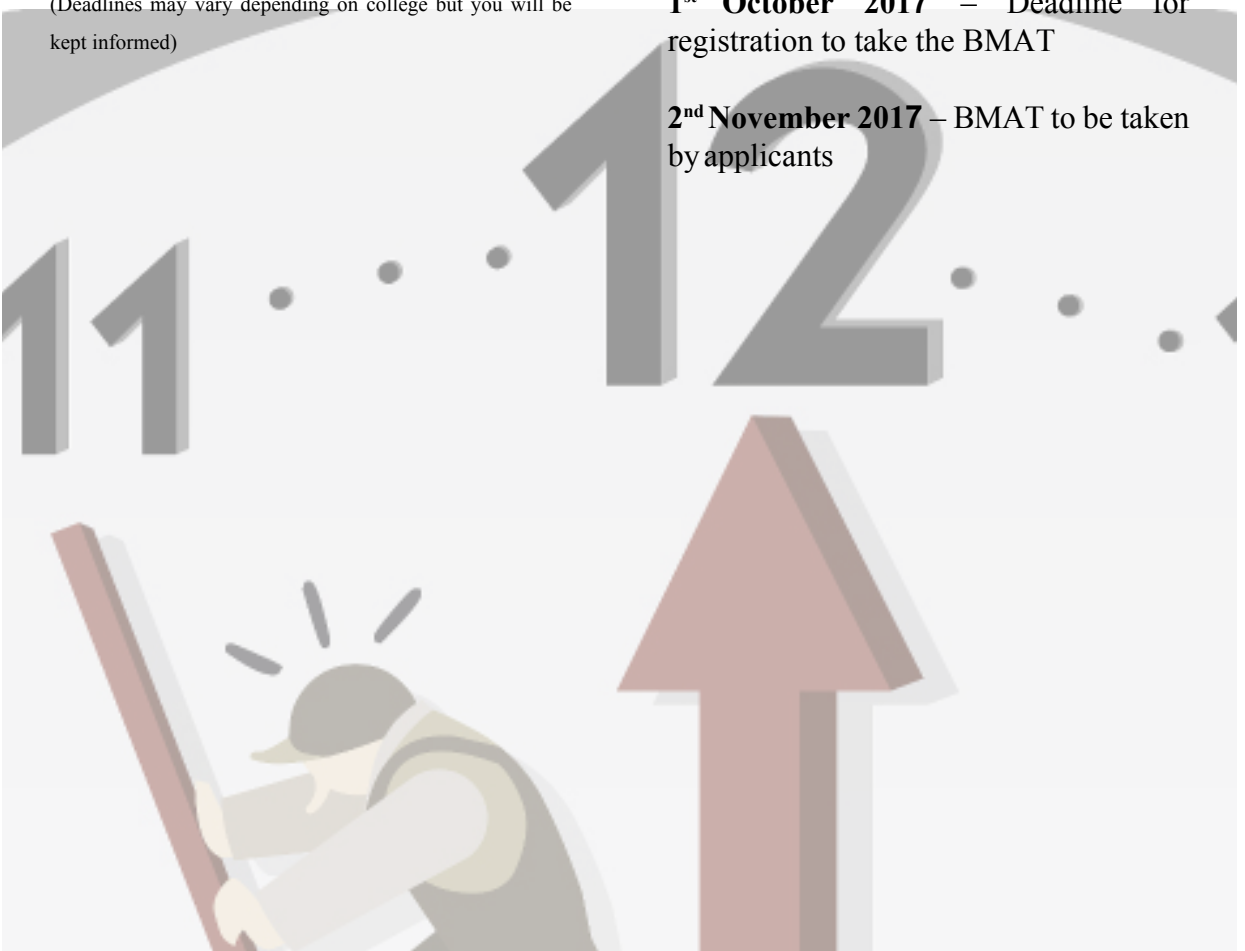 (Deadlines may vary depending on college but you will be
kept informed)
1st October 2017 – Deadline for
registration to take the BMAT
2nd November 2017 – BMAT to be taken
by applicants
12
11